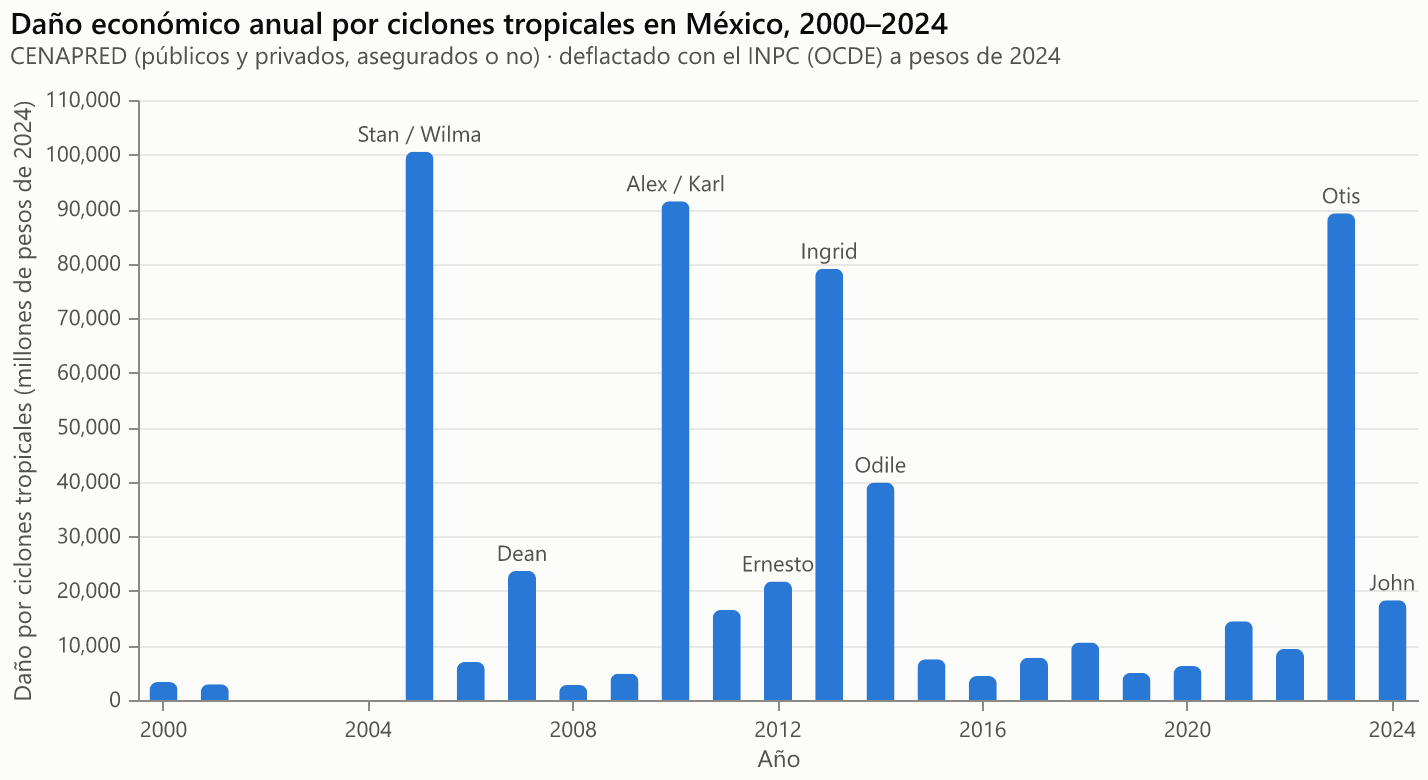 Daño económico anual por ciclones tropicales en México, 2000–2024
CENAPRED (públicos y privados, asegurados o no) · deflactado con el INPC (OCDE) a pesos de 2024
Daño por ciclones tropicales (millones de pesos de 2024)
110,000
100,000
90,000
80,000
70,000
60,000
50,000
40,000
30,000
20,000
10,000
0
Stan / Wilma
Alex / Karl
Otis
Ingrid
Odile
Dean
Ernesto
John
2000
2004
2008
2012
2016
2020
2024
Año